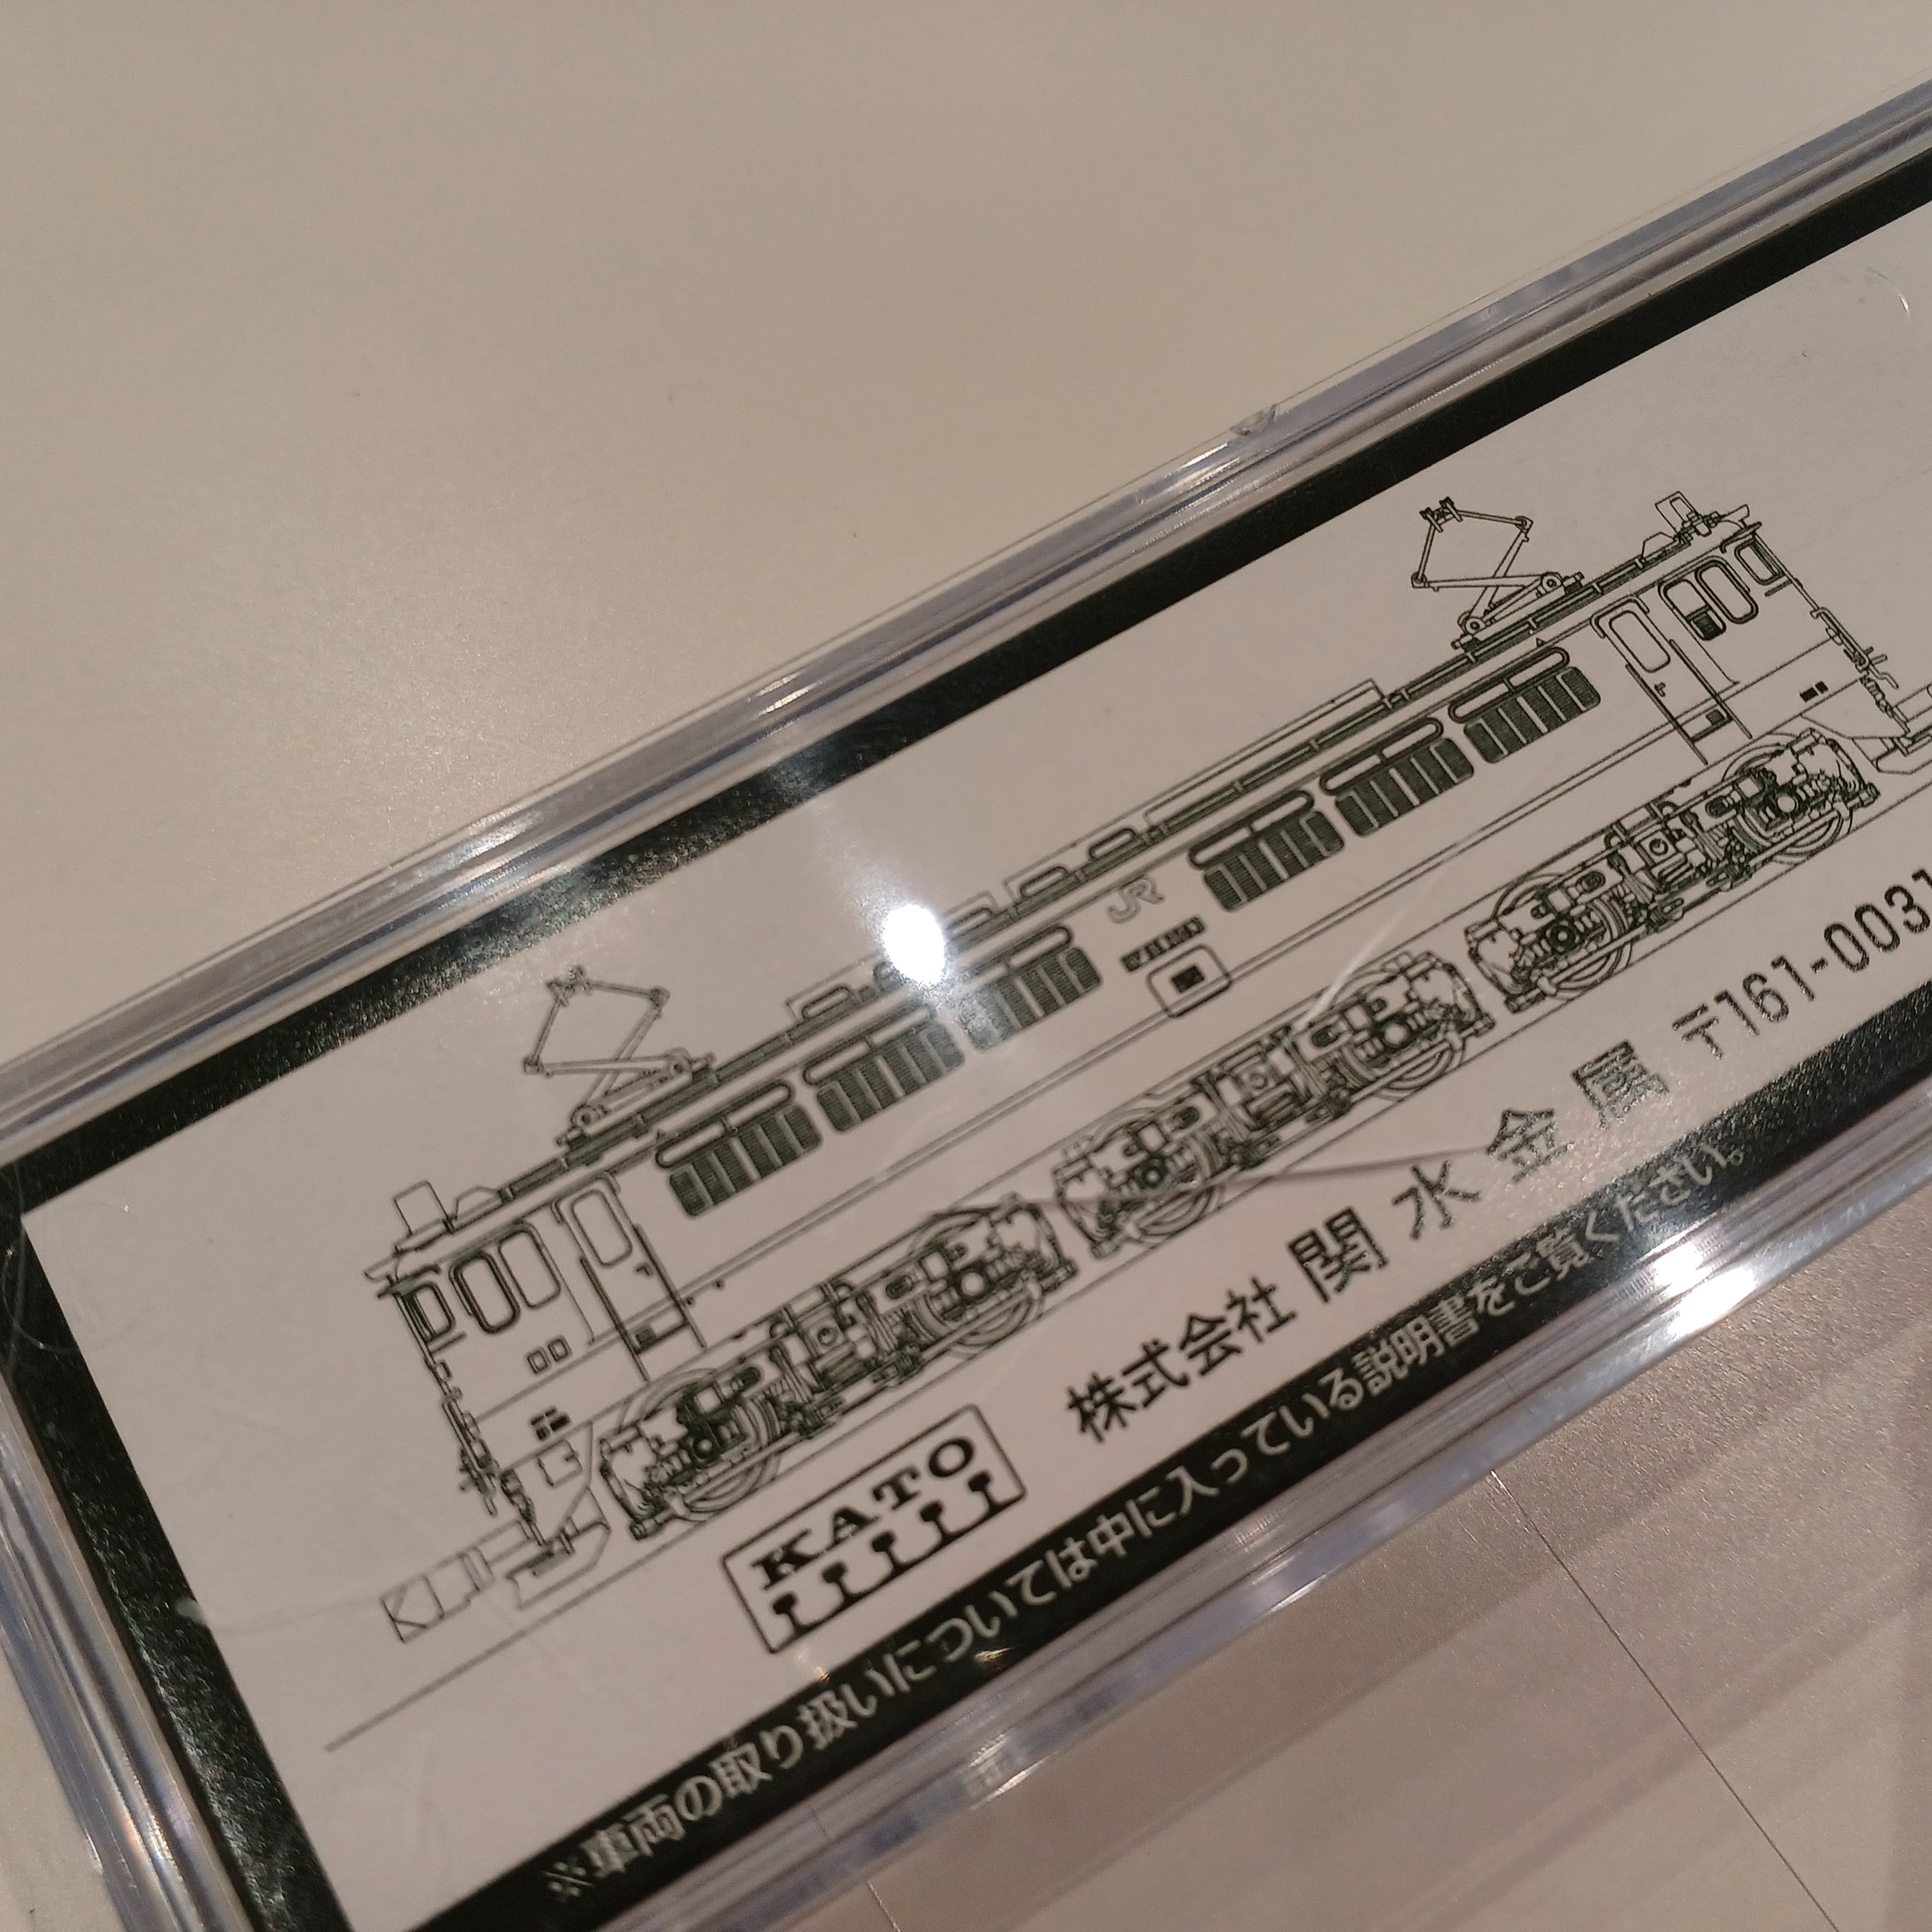 JR
関
KATO
株式会社 関水金属 〒161-0031
※車両の取り扱いについては中に入っている説明書をご覧ください。